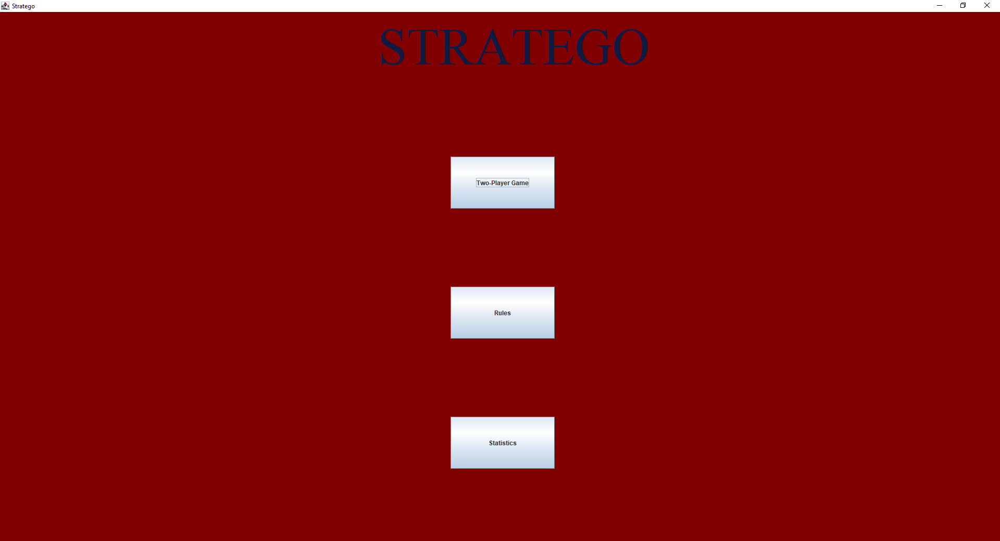 Stratego
STRATEGO
Two-Player Game
Rules
Statistics